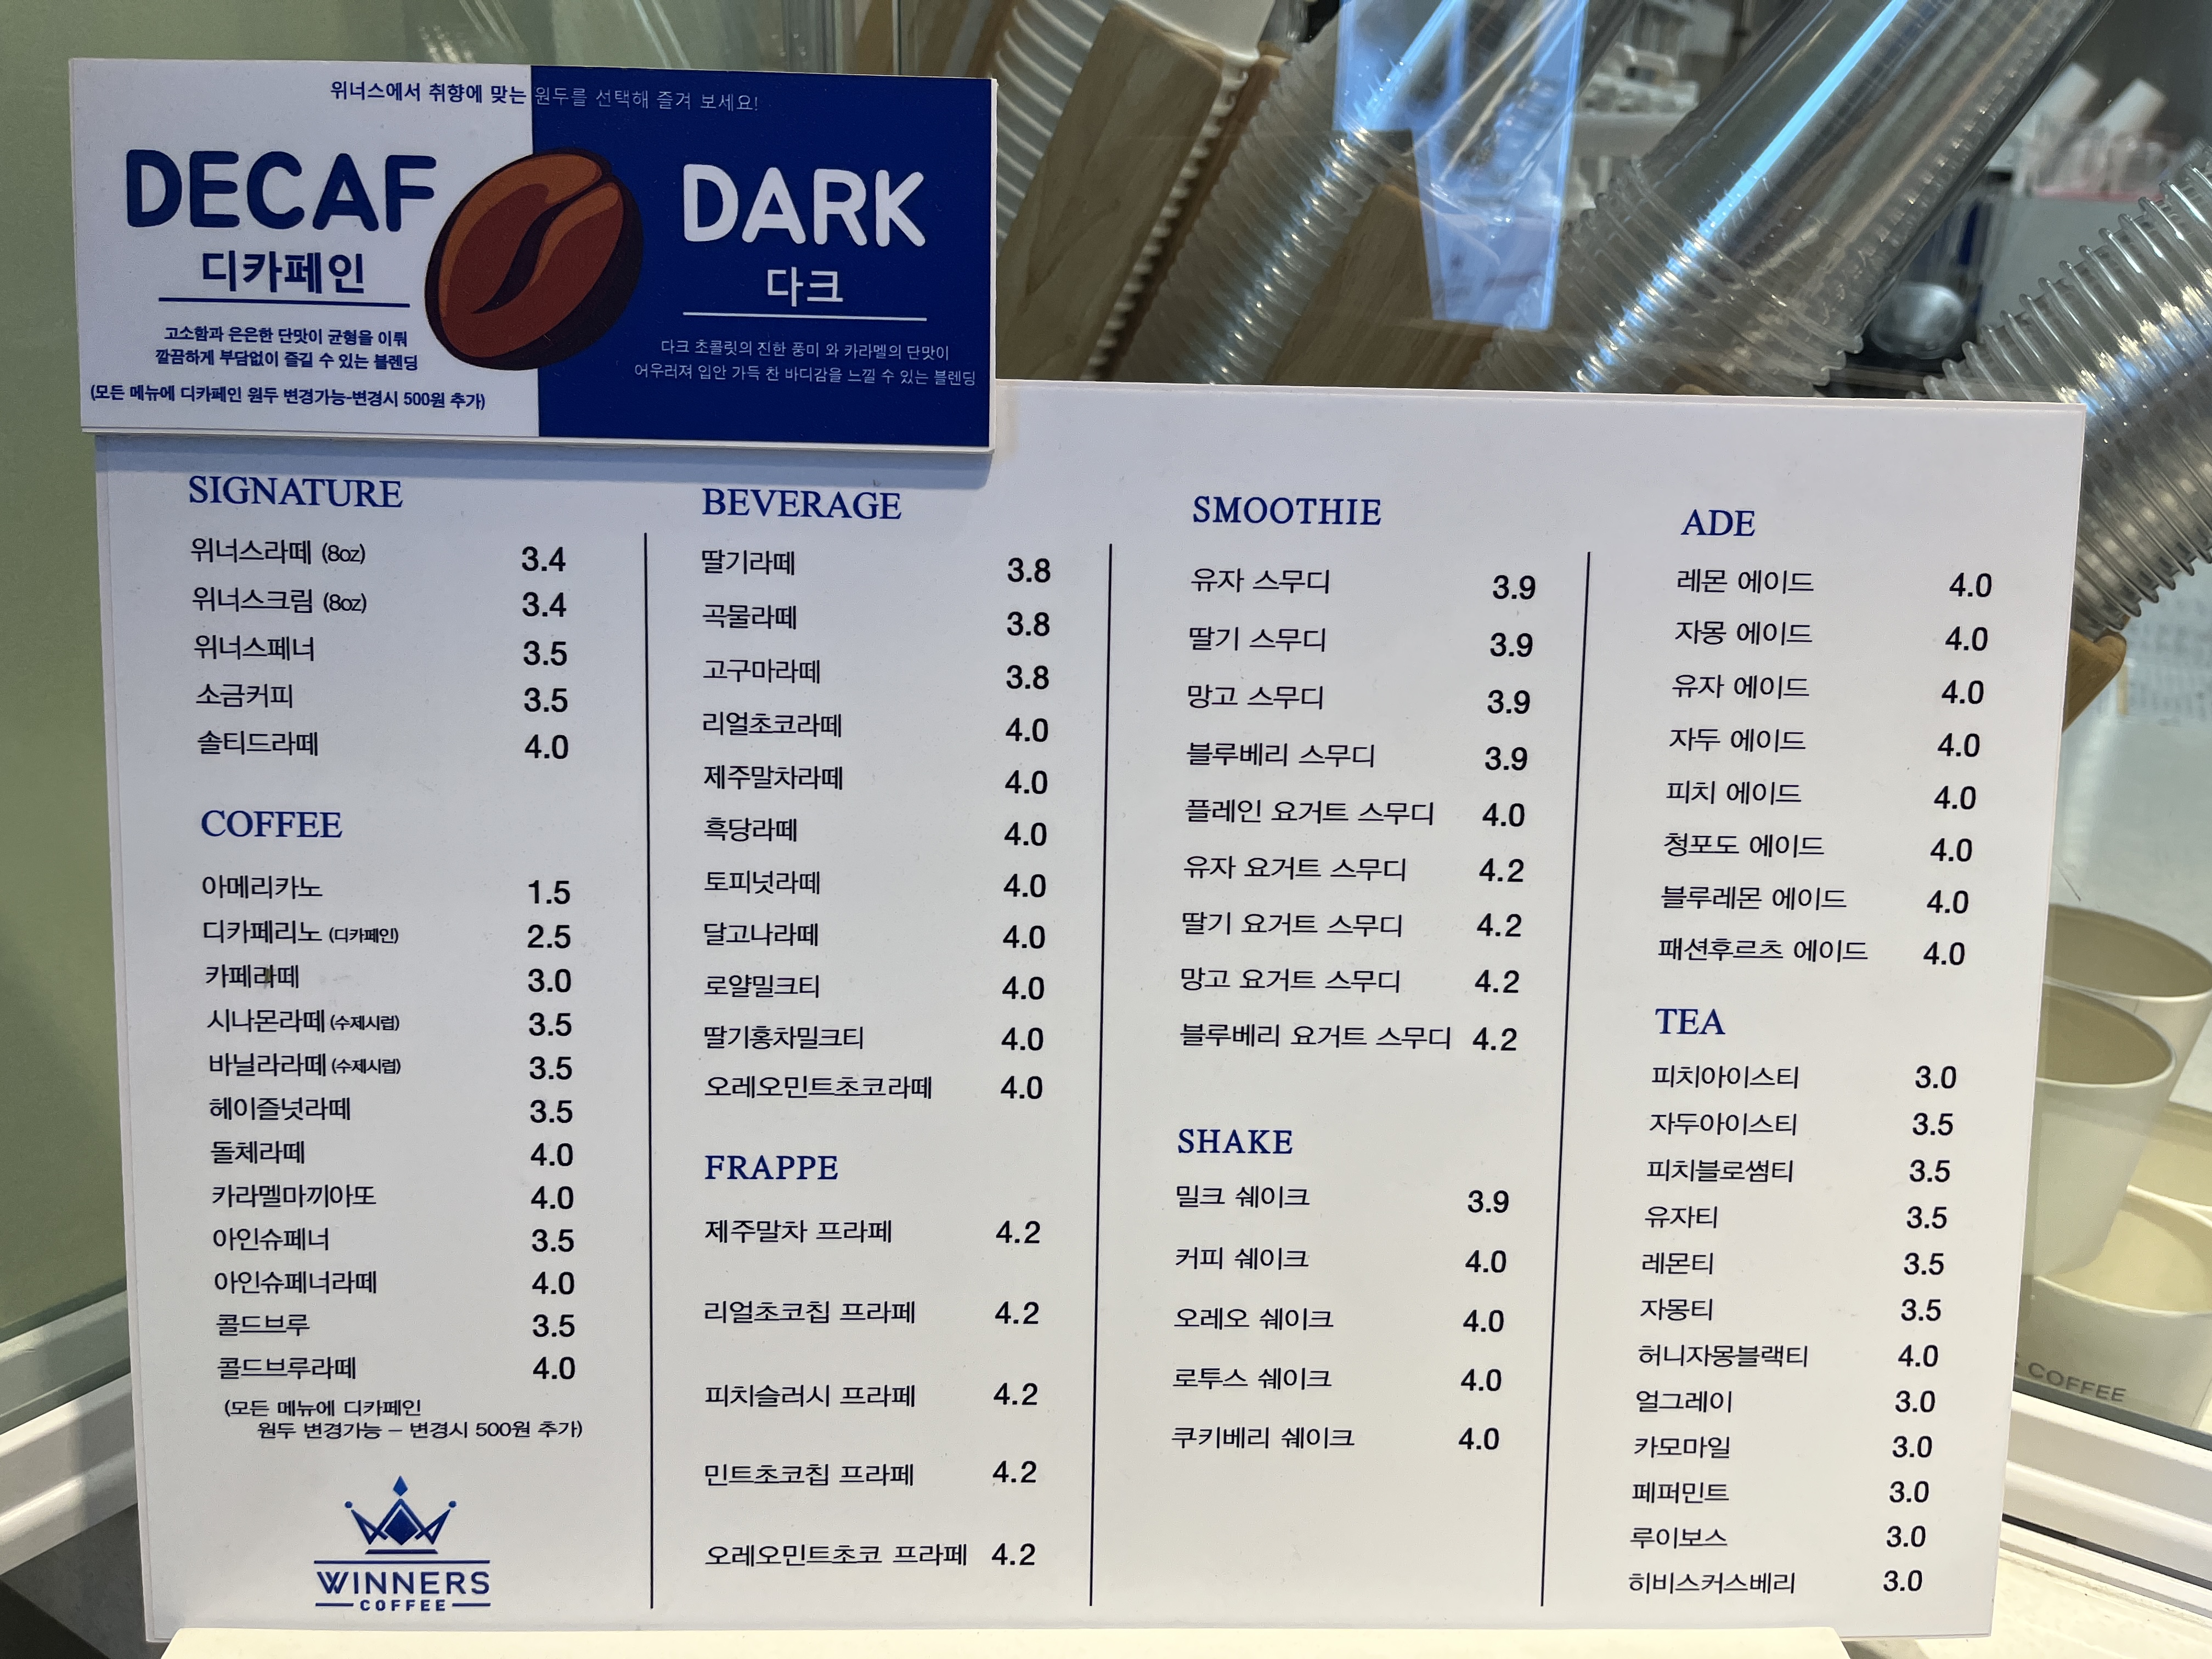 위너스에서 취향에 맞는 원두를 선택해 즐겨 보세요!
DECAF
디카페인
고소함과 은은한 단맛이 균형을 이뤄
깔끔하게 부담없이 즐길 수 있는 블렌딩
(모든 메뉴에 디카페인 원두 변경가능-변경시 500원 추가)
DARK
다크
다크 초콜릿의 진한 풍미 와 카라멜의 단맛이
어우러져 입안 가득 찬 바디감을 느낄 수 있는 블렌딩
SIGNATURE
위너스라떼 (8oz) 3.4
위너스크림 (8oz) 3.4
위너스페너 3.5
소금커피 3.5
솔티드라떼 4.0
COFFEE
아메리카노 1.5
디카페리노 (디카페인) 2.5
카페라떼 3.0
시나몬라떼 (수제시럽) 3.5
바닐라라떼 (수제시럽) 3.5
헤이즐넛라떼 3.5
돌체라떼 4.0
카라멜마끼아또 4.0
아인슈페너 3.5
아인슈페너라떼 4.0
콜드브루 3.5
콜드브루라떼 4.0
(모든 메뉴에 디카페인
원두 변경가능 – 변경시 500원 추가)
WINNERS
COFFEE
BEVERAGE
딸기라떼 3.8
곡물라떼 3.8
고구마라떼 3.8
리얼초코라떼 4.0
제주말차라떼 4.0
흑당라떼 4.0
토피넛라떼 4.0
달고나라떼 4.0
로얄밀크티 4.0
딸기홍차밀크티 4.0
오레오민트초코라떼 4.0
FRAPPE
제주말차 프라페 4.2
리얼초코칩 프라페 4.2
피치슬러시 프라페 4.2
민트초코칩 프라페 4.2
오레오민트초코 프라페 4.2
SMOOTHIE
유자 스무디 3.9
딸기 스무디 3.9
망고 스무디 3.9
블루베리 스무디 3.9
플레인 요거트 스무디 4.0
유자 요거트 스무디 4.2
딸기 요거트 스무디 4.2
망고 요거트 스무디 4.2
블루베리 요거트 스무디 4.2
SHAKE
밀크 쉐이크 3.9
커피 쉐이크 4.0
오레오 쉐이크 4.0
로투스 쉐이크 4.0
쿠키베리 쉐이크 4.0
ADE
레몬 에이드 4.0
자몽 에이드 4.0
유자 에이드 4.0
자두 에이드 4.0
피치 에이드 4.0
청포도 에이드 4.0
블루레몬 에이드 4.0
패션후르츠 에이드 4.0
TEA
피치아이스티 3.0
자두아이스티 3.5
피치블로썸티 3.5
유자티 3.5
레몬티 3.5
자몽티 3.5
허니자몽블랙티 4.0
얼그레이 3.0
카모마일 3.0
페퍼민트 3.0
루이보스 3.0
히비스커스베리 3.0
COFFEE